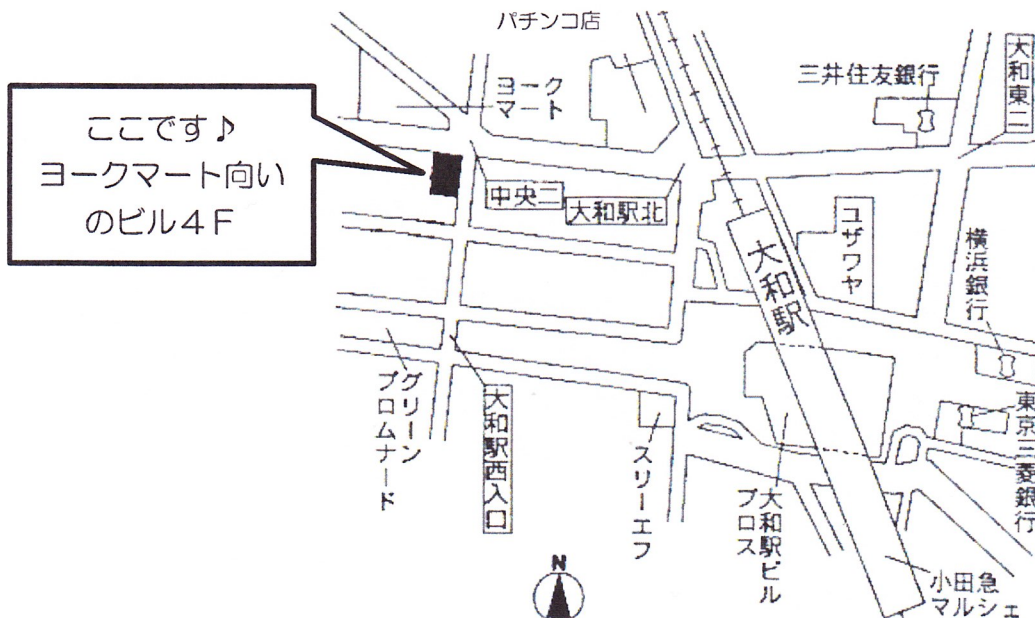 パチンコ店
ヨーク
マート
三井住友銀行
大和東二
ここです♪
ヨークマート向い
のビル4F
中央二
大和駅北
大和駅
ユザワヤ
横浜銀行
グリーン
プロムナード
大和駅西入口
スリーエフ
大和駅ビル
プロス
東京三菱銀行
小田急
マルシェ
N